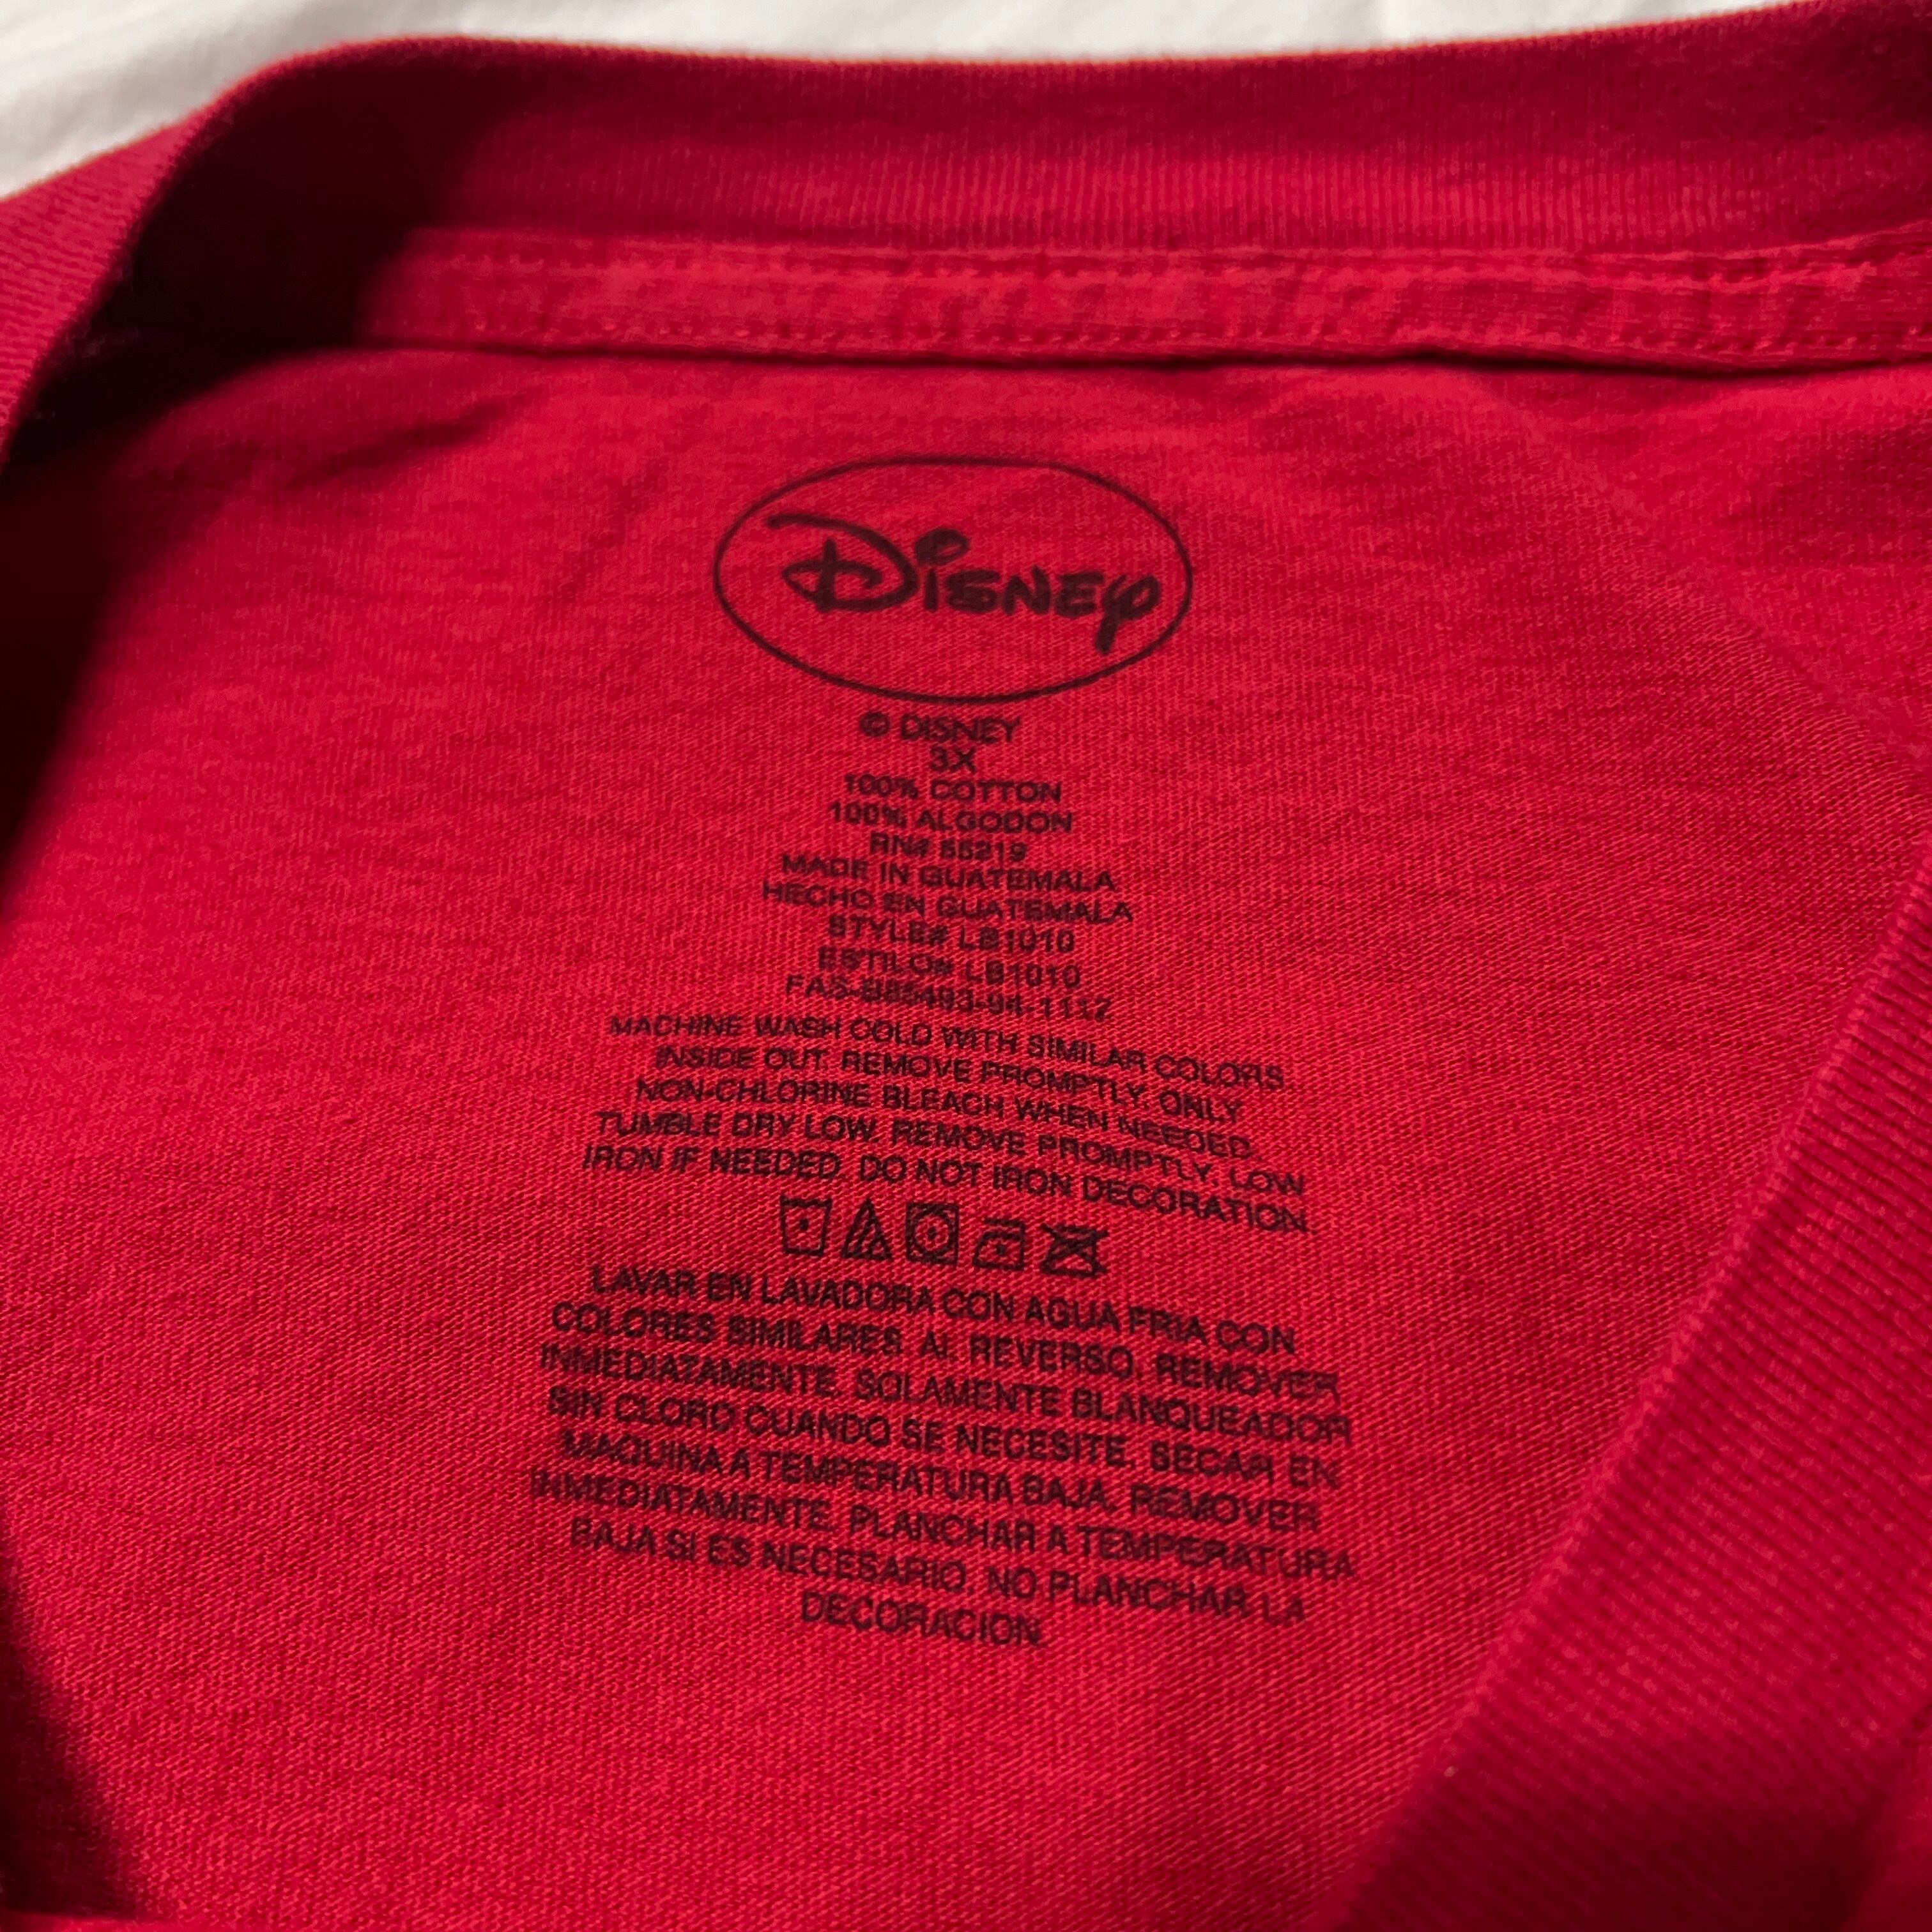 Disney
© DISNEY
3X
100% COTTON
100% ALGODON
RN# 55219
MADE IN GUATEMALA
HECHO EN GUATEMALA
STYLE# LB1010
ESTILO# LB1010
MACHINE WASH COLD WITH SIMILAR COLORS.
INSIDE OUT. REMOVE PROMPTLY. ONLY
NON-CHLORINE BLEACH WHEN NEEDED.
TUMBLE DRY LOW. REMOVE PROMPTLY. LOW
IRON IF NEEDED. DO NOT IRON DECORATION
LAVAR EN LAVADORA CON AGUA FRIA CON
COLORES SIMILARES. AL REVERSO. REMOVER
INMEDIATAMENTE. SOLAMENTE BLANQUEADOR
SIN CLORO CUANDO SE NECESITE. SECAR EN
MAQUINA A TEMPERATURA BAJA. REMOVER
INMEDIATAMENTE. PLANCHAR A TEMPERATURA
BAJA SI ES NECESARIO. NO PLANCHAR LA
DECORACION.